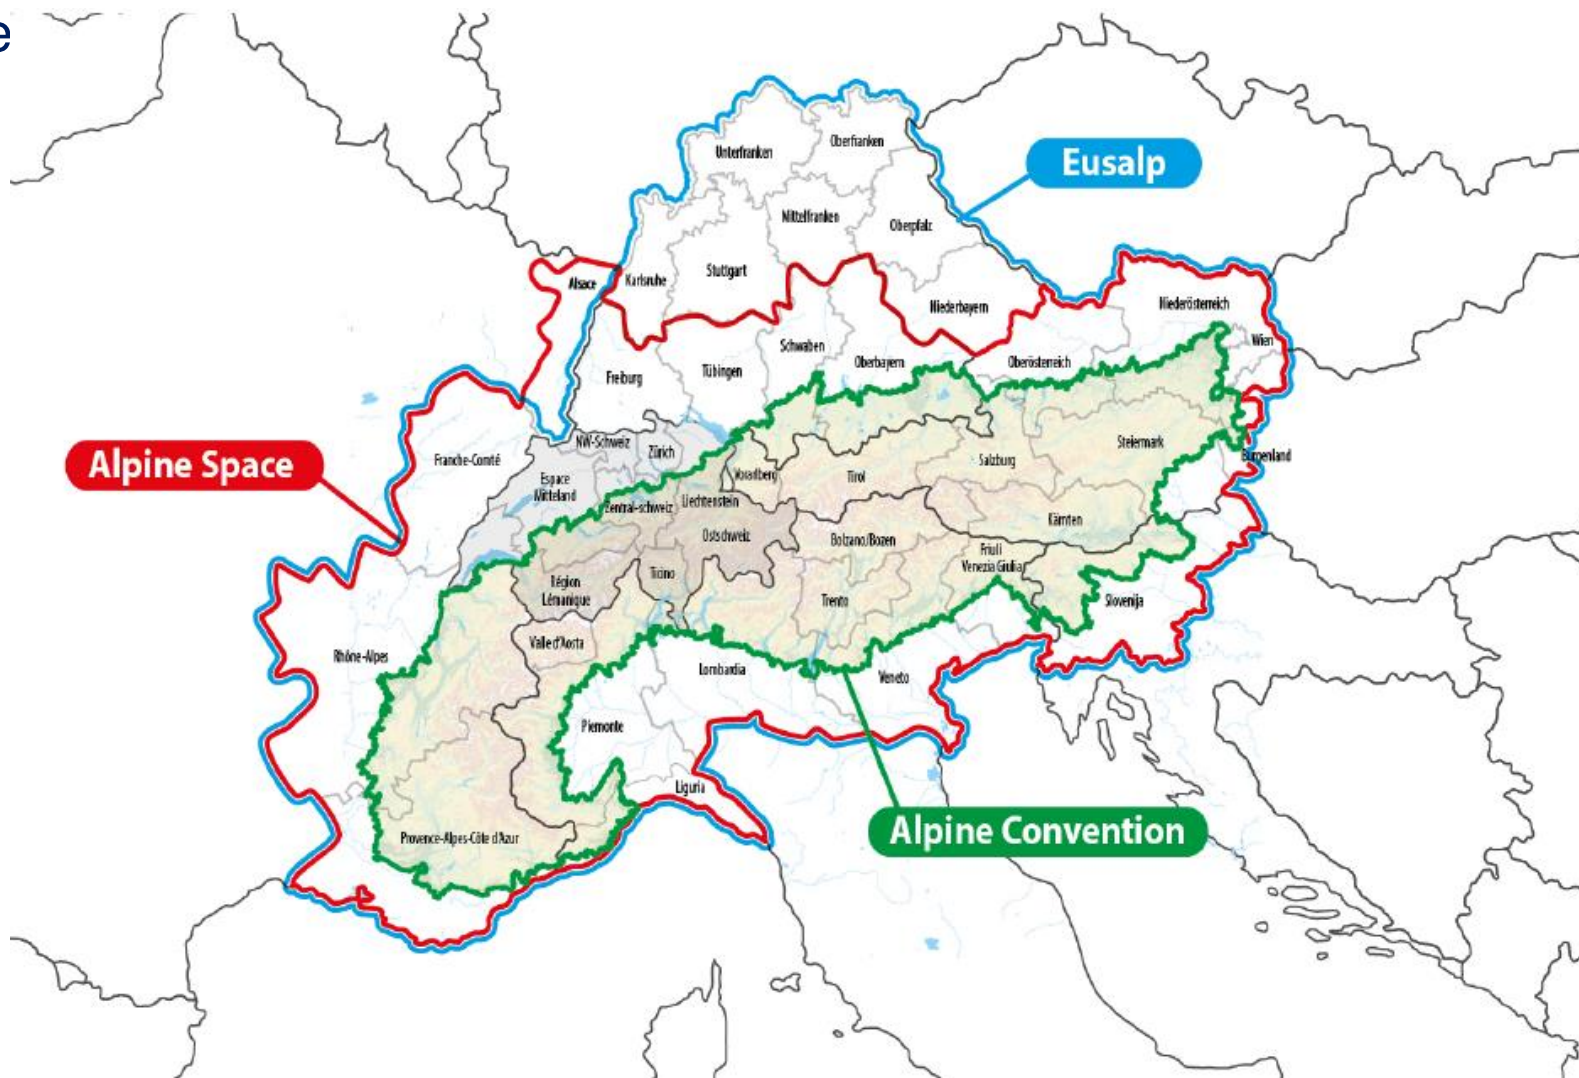 e
Unterfranken
Oberfranken
Eusalp
Mittelfranken
Oberpfalz
Alsace
Karlsruhe
Stuttgart
Niederbayern
Niederösterreich
Wien
Schwaben
Oberbayern
Oberösterreich
Freiburg
Tübingen
Alpine Space
Franche-Comté
NW-Schweiz
Zürich
Steiermark
Burgenland
Espace
Mitteland
Vorarlberg
Tirol
Salzburg
Zentral-schweiz
Liechtenstein
Ostschweiz
Kärnten
Bolzano/Bozen
Friuli
Venezia Giulia
Région
Lémanique
Ticino
Trento
Slovenija
Valle d'Aosta
Rhône-Alpes
Lombardia
Veneto
Piemonte
Liguria
Provence-Alpes-Côte d'Azur
Alpine Convention